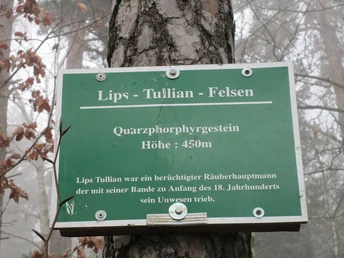 Lips - Tullian - Felsen
Quarzphorphyrgestein
Höhe : 450m
Lips Tullian war ein berüchtigter Räuberhauptmann
der mit seiner Bande zu Anfang des 18. Jahrhunderts
sein Unwesen trieb.